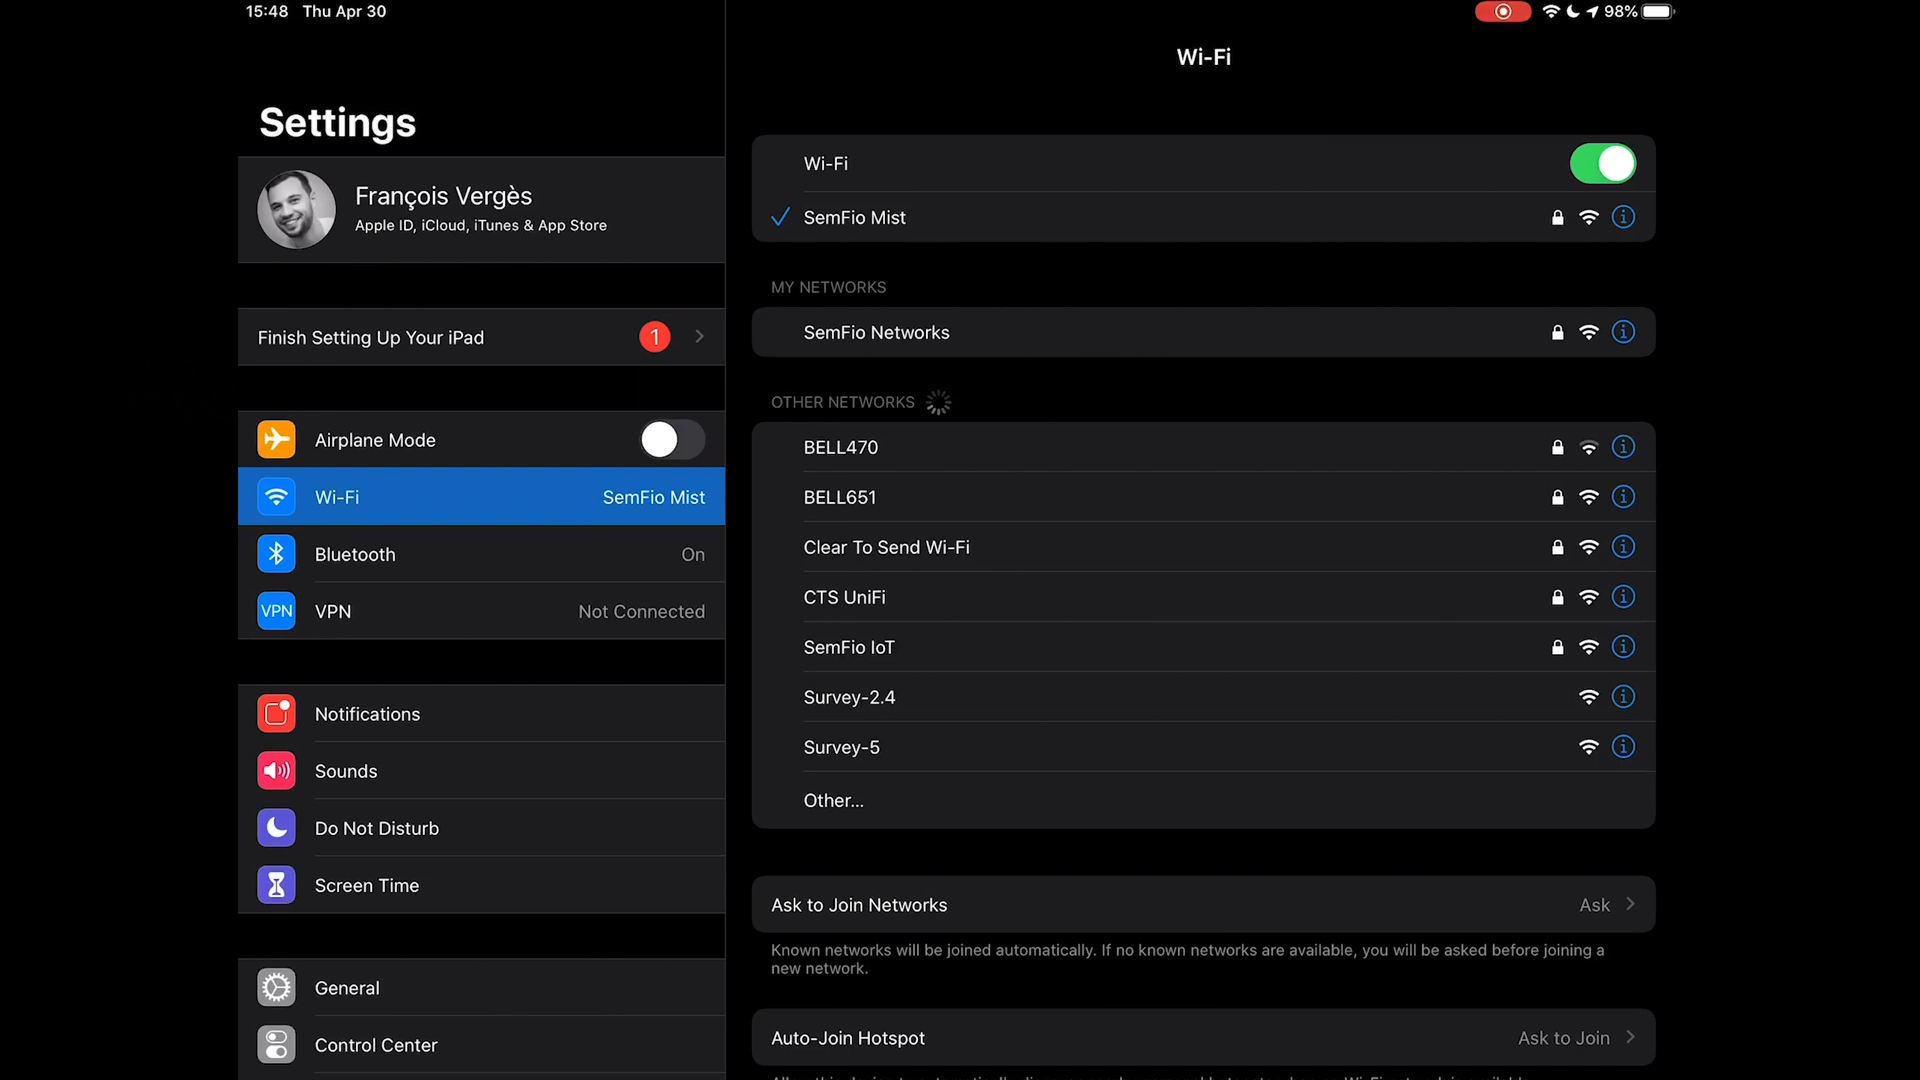 15:48 Thu Apr 30
98%
Settings
François Vergès
Apple ID, iCloud, iTunes & App Store
Finish Setting Up Your iPad 1
Airplane Mode
Wi-Fi SemFio Mist
Bluetooth On
VPN VPN Not Connected
Notifications
Sounds
Do Not Disturb
Screen Time
General
Control Center
Wi-Fi
Wi-Fi
SemFio Mist
MY NETWORKS
SemFio Networks
OTHER NETWORKS
BELL470
BELL651
Clear To Send Wi-Fi
CTS UniFi
SemFio IoT
Survey-2.4
Survey-5
Other...
Ask to Join Networks Ask
Known networks will be joined automatically. If no known networks are available, you will be asked before joining a
new network.
Auto-Join Hotspot Ask to Join